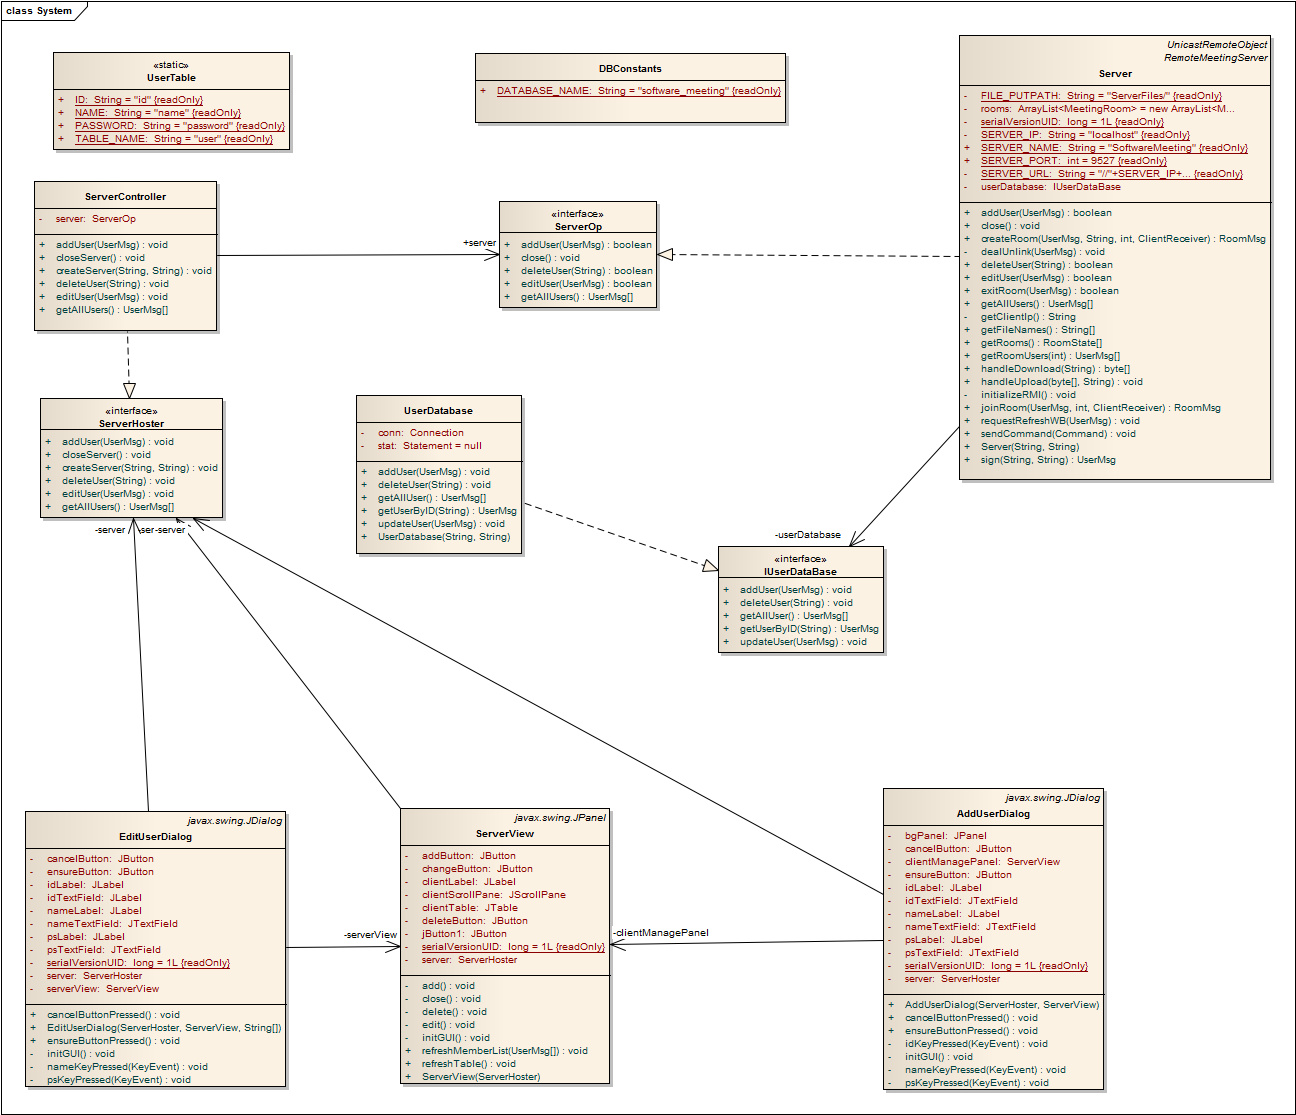 class System
«static»
UserTable
+ ID: String = "id" {readOnly}
+ NAME: String = "name" {readOnly}
+ PASSWORD: String = "password" {readOnly}
+ TABLE_NAME: String = "user" {readOnly}
DBConstants
+ DATABASE_NAME: String = "software_meeting" {readOnly}
UnicastRemoteObject
RemoteMeetingServer
Server
- FILE_PUTPATH: String = "ServerFiles/" {readOnly}
- rooms: ArrayList<MeetingRoom> = new ArrayList<M...
- serialVersionUID: long = 1L {readOnly}
- SERVER_IP: String = "localhost" {readOnly}
+ SERVER_NAME: String = "SoftwareMeeting" {readOnly}
+ SERVER_PORT: int = 9527 {readOnly}
- SERVER_URL: String = "//"+SERVER_IP+... {readOnly}
- userDatabase: IUserDataBase
+ addUser(UserMsg) : boolean
+ close() : void
+ createRoom(UserMsg, String, int, ClientReceiver) : RoomMsg
- dealUnlink(UserMsg) : void
+ deleteUser(String) : boolean
+ editUser(UserMsg) : boolean
+ exitRoom(UserMsg) : boolean
+ getAllUsers() : UserMsg[]
- getClientIp() : String
+ getFileNames() : String[]
+ getRooms() : RoomState[]
+ getRoomUsers(int) : UserMsg[]
+ handleDownload(String) : byte[]
+ handleUpload(byte[], String) : void
- initializeRMI() : void
+ joinRoom(UserMsg, int, ClientReceiver) : RoomMsg
+ requestRefreshWB(UserMsg) : void
+ sendCommand(Command) : void
+ Server(String, String)
+ sign(String, String) : UserMsg
ServerController
- server: ServerOp
+ addUser(UserMsg) : void
+ closeServer() : void
+ createServer(String, String) : void
+ deleteUser(String) : void
+ editUser(UserMsg) : void
+ getAllUsers() : UserMsg[]
+server
«interface»
ServerOp
+ addUser(UserMsg) : boolean
+ close() : void
+ deleteUser(String) : boolean
+ editUser(UserMsg) : boolean
+ getAllUsers() : UserMsg[]
«interface»
ServerHoster
+ addUser(UserMsg) : void
+ closeServer() : void
+ createServer(String, String) : void
+ deleteUser(String) : void
+ editUser(UserMsg) : void
+ getAllUsers() : UserMsg[]
-server
-server
UserDatabase
- conn: Connection
- stat: Statement = null
+ addUser(UserMsg) : void
+ deleteUser(String) : void
+ getAllUser() : UserMsg[]
+ getUserByID(String) : UserMsg
+ updateUser(UserMsg) : void
+ UserDatabase(String, String)
-userDatabase
«interface»
IUserDataBase
+ addUser(UserMsg) : void
+ deleteUser(String) : void
+ getAllUser() : UserMsg[]
+ getUserByID(String) : UserMsg
+ updateUser(UserMsg) : void
javax.swing.JDialog
EditUserDialog
- cancelButton: JButton
- ensureButton: JButton
- idLabel: JLabel
- idTextField: JLabel
- nameLabel: JLabel
- nameTextField: JTextField
- psLabel: JLabel
- psTextField: JTextField
- serialVersionUID: long = 1L {readOnly}
- server: ServerHoster
- serverView: ServerView
+ cancelButtonPressed() : void
+ EditUserDialog(ServerHoster, ServerView, String[])
+ ensureButtonPressed() : void
- initGUI() : void
- nameKeyPressed(KeyEvent) : void
- psKeyPressed(KeyEvent) : void
-serverView
javax.swing.JPanel
ServerView
- addButton: JButton
- changeButton: JButton
- clientLabel: JLabel
- clientScrollPane: JScrollPane
- clientTable: JTable
- deleteButton: JButton
- jButton1: JButton
- serialVersionUID: long = 1L {readOnly}
- server: ServerHoster
- add() : void
- close() : void
- delete() : void
- edit() : void
- initGUI() : void
+ refreshMemberList(UserMsg[]) : void
+ refreshTable() : void
+ ServerView(ServerHoster)
-clientManagePanel
javax.swing.JDialog
AddUserDialog
- bgPanel: JPanel
- cancelButton: JButton
- clientManagePanel: ServerView
- ensureButton: JButton
- idLabel: JLabel
- idTextField: JTextField
- nameLabel: JLabel
- nameTextField: JTextField
- psLabel: JLabel
- psTextField: JTextField
- serialVersionUID: long = 1L {readOnly}
- server: ServerHoster
+ AddUserDialog(ServerHoster, ServerView)
+ cancelButtonPressed() : void
+ ensureButtonPressed() : void
- idKeyPressed(KeyEvent) : void
- initGUI() : void
- nameKeyPressed(KeyEvent) : void
- psKeyPressed(KeyEvent) : void